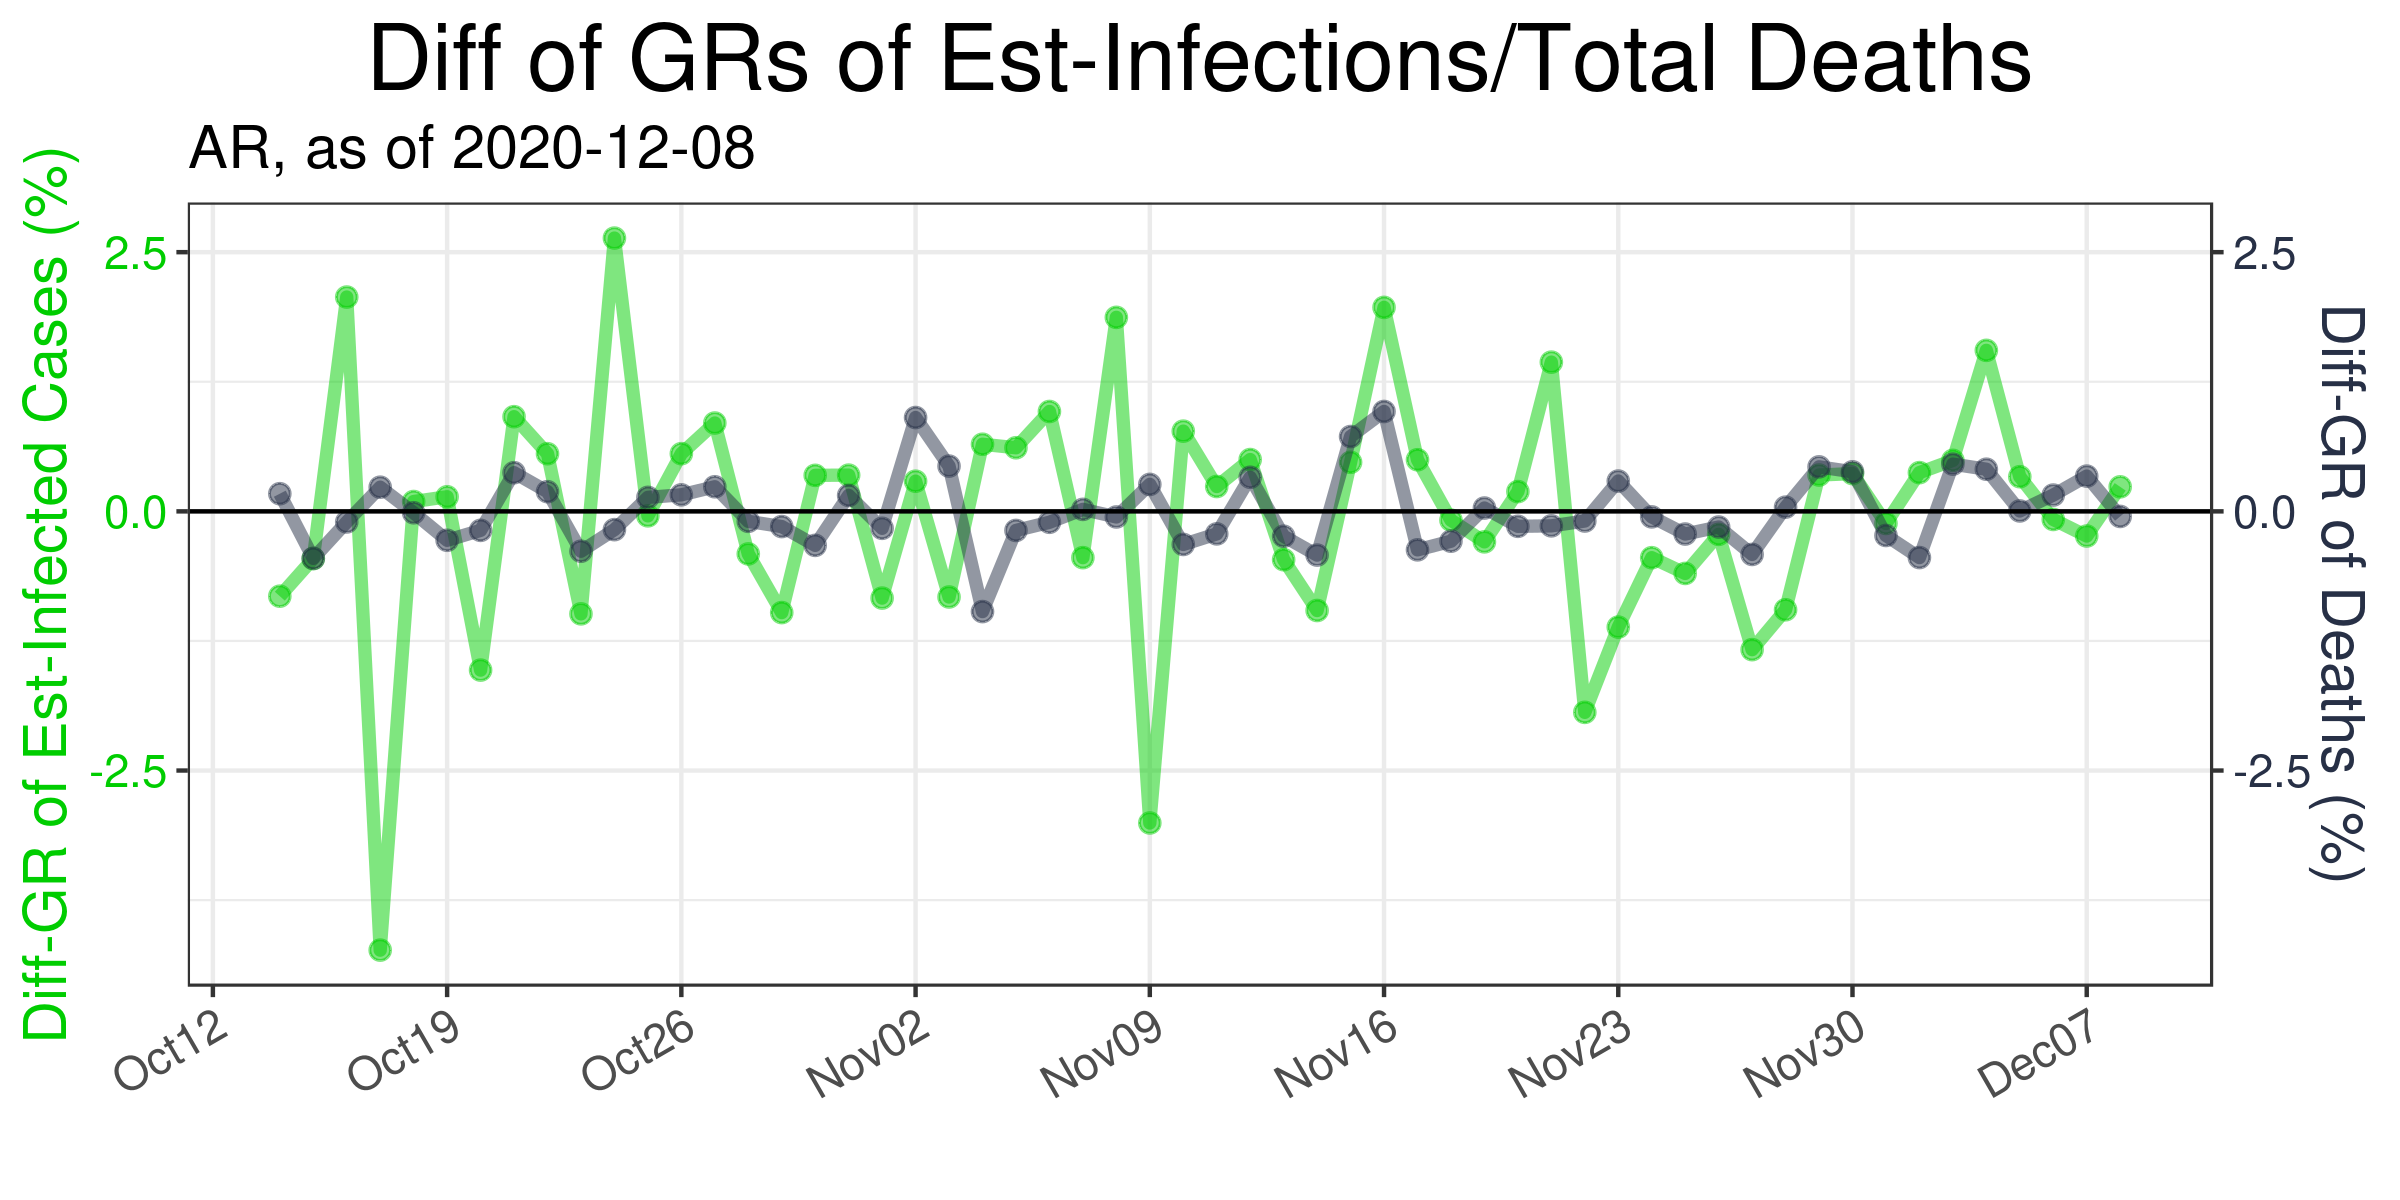 Diff of GRs of Est-Infections/Total Deaths
AR, as of 2020-12-08
Diff-GR of Est-Infected Cases (%)
2.5
0.0
-2.5
2.5
0.0
-2.5
Diff-GR of Deaths (%)
Oct12
Oct19
Oct26
Nov02
Nov09
Nov16
Nov23
Nov30
Dec07